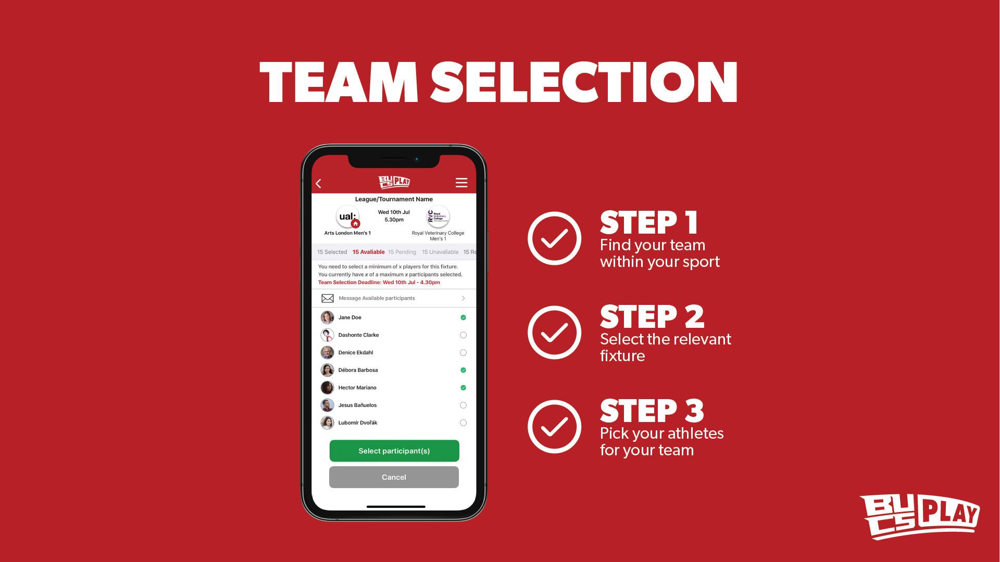 TEAM SELECTION
BUCS PLAY
League/Tournament Name
ual:
Wed 10th Jul
5.30pm
RVC Royal
Veterinary
College
University of London
Arts London Men's 1
Royal Veterinary College
Men's 1
15 Selected 15 Avaliable 15 Pending 15 Unavaliable 15 Re
You need to select a minimum of x players for this fixture.
You currently have x of a maximum x participants selected.
Team Selection Deadline: Wed 10th Jul - 4.30pm
Message Available participants
Jane Doe
Dashonte Clarke
Denice Ekdahl
Débora Barbosa
Hector Mariano
Jesus Bañuelos
Lubomír Dvořák
Select participant(s)
Cancel
STEP 1
Find your team
within your sport
STEP 2
Select the relevant
fixture
STEP 3
Pick your athletes
for your team
BUCS PLAY